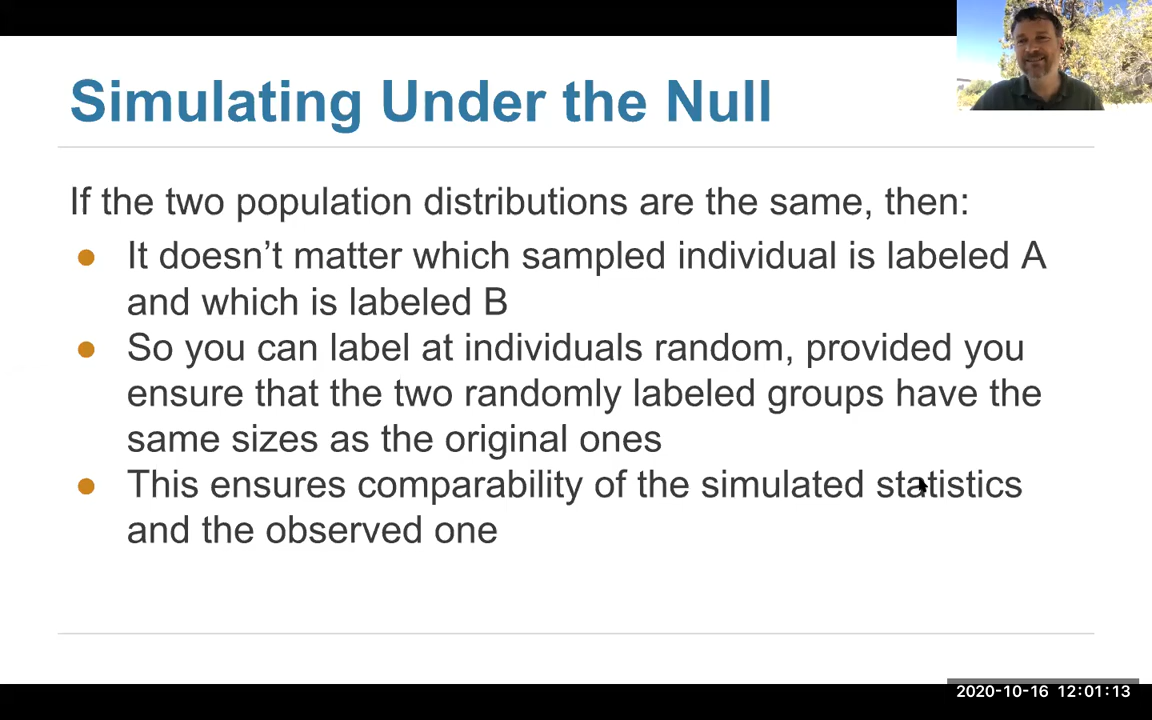 Simulating Under the Null
If the two population distributions are the same, then:
● It doesn’t matter which sampled individual is labeled A
and which is labeled B
● So you can label at individuals random, provided you
ensure that the two randomly labeled groups have the
same sizes as the original ones
● This ensures comparability of the simulated statistics
and the observed one
2020-10-16 12:01:13